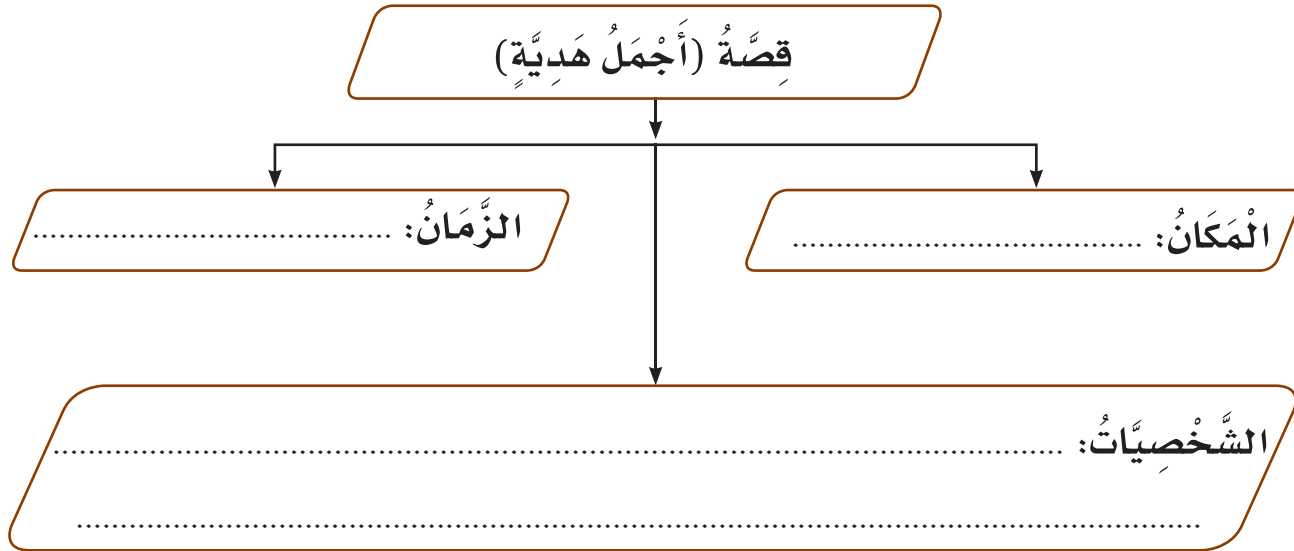 قِصَّةُ (أَجْمَلُ هَدِيَّةٍ)
الْمَكَانُ: ...............................................
الزَّمَانُ: ...............................................
الشَّخْصِيَّاتُ: ....................................................................................................................................
....................................................................................................................................................